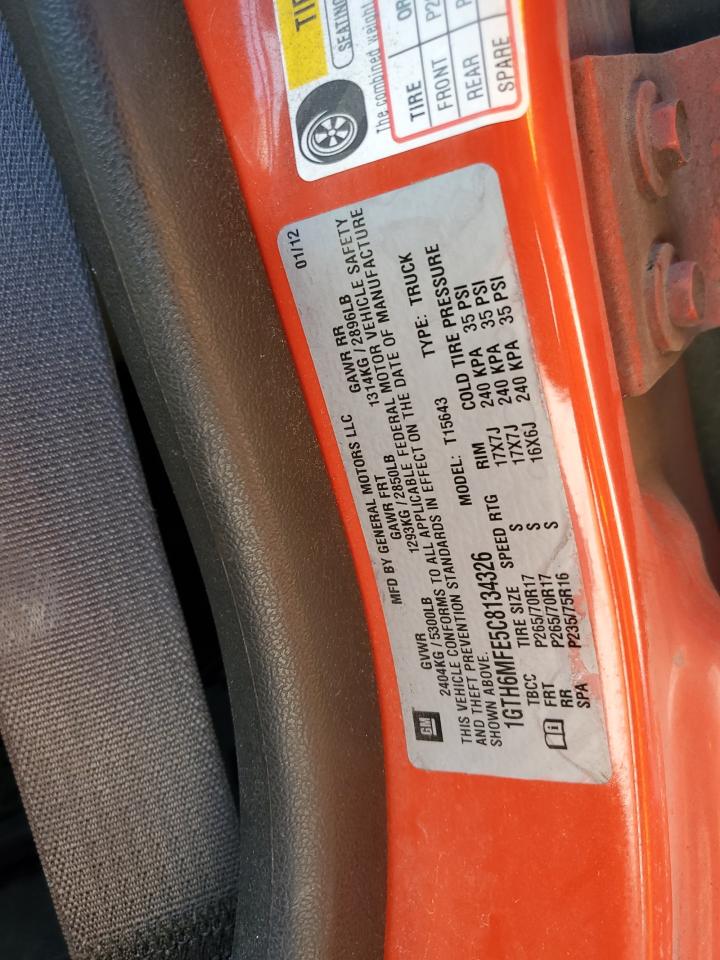 TIR
SEATING
The combined weight
TIRE OR
FRONT P2
REAR P
SPARE
01/12
MFD BY GENERAL MOTORS LLC
GVWR GAWR FRT GAWR RR
2404KG/5300LB 1293KG/2850LB 1314KG/2896LB
THIS VEHICLE CONFORMS TO ALL APPLICABLE FEDERAL MOTOR VEHICLE SAFETY
AND THEFT PREVENTION STANDARDS IN EFFECT ON THE DATE OF MANUFACTURE
SHOWN ABOVE.
1GTH6MFE5C8134326 MODEL: T15643 TYPE: TRUCK
TBCC TIRE SIZE SPEED RTG RIM COLD TIRE PRESSURE
FRT P265/70R17 S 17X7J 240 KPA 35 PSI
RR P265/70R17 S 17X7J 240 KPA 35 PSI
SPA P235/75R16 S 16X6J 240 KPA 35 PSI
GM